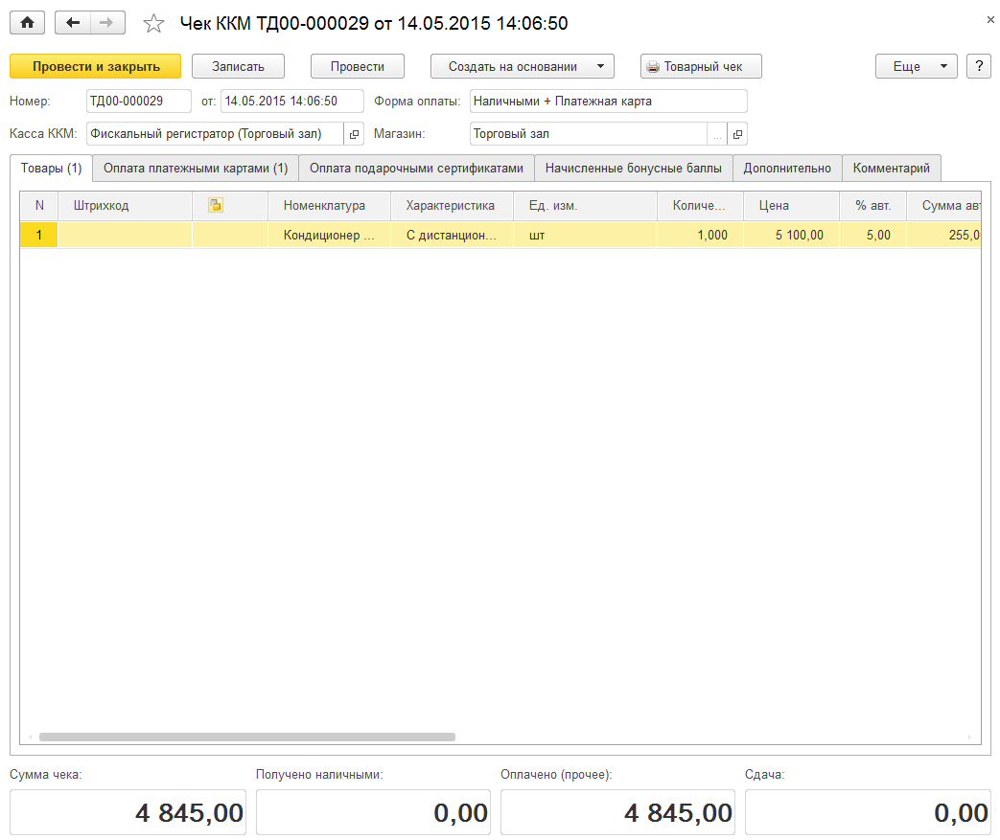 Чек ККМ ТД00-000029 от 14.05.2015 14:06:50
Провести и закрыть Записать Провести Создать на основании Товарный чек Еще ?
Номер: ТД00-000029 от: 14.05.2015 14:06:50 Форма оплаты: Наличными + Платежная карта
Касса ККМ: Фискальный регистратор (Торговый зал) Магазин: Торговый зал ...
Товары (1) Оплата платежными картами (1) Оплата подарочными сертификатами Начисленные бонусные баллы Дополнительно Комментарий
N Штрихкод Номенклатура Характеристика Ед. изм. Количе... Цена % авт. Сумма авт
1 Кондиционер ... С дистанцион... шт 1,000 5 100,00 5,00 255,0
Сумма чека: Получено наличными: Оплачено (прочее): Сдача:
4 845,00 0,00 4 845,00 0,00